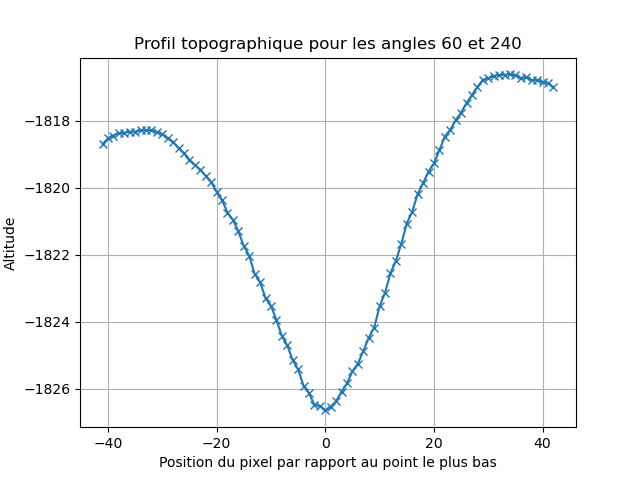 Profil topographique pour les angles 60 et 240
−1818
−1820
−1822
−1824
−1826
Altitude
−40 −20 0 20 40
Position du pixel par rapport au point le plus bas